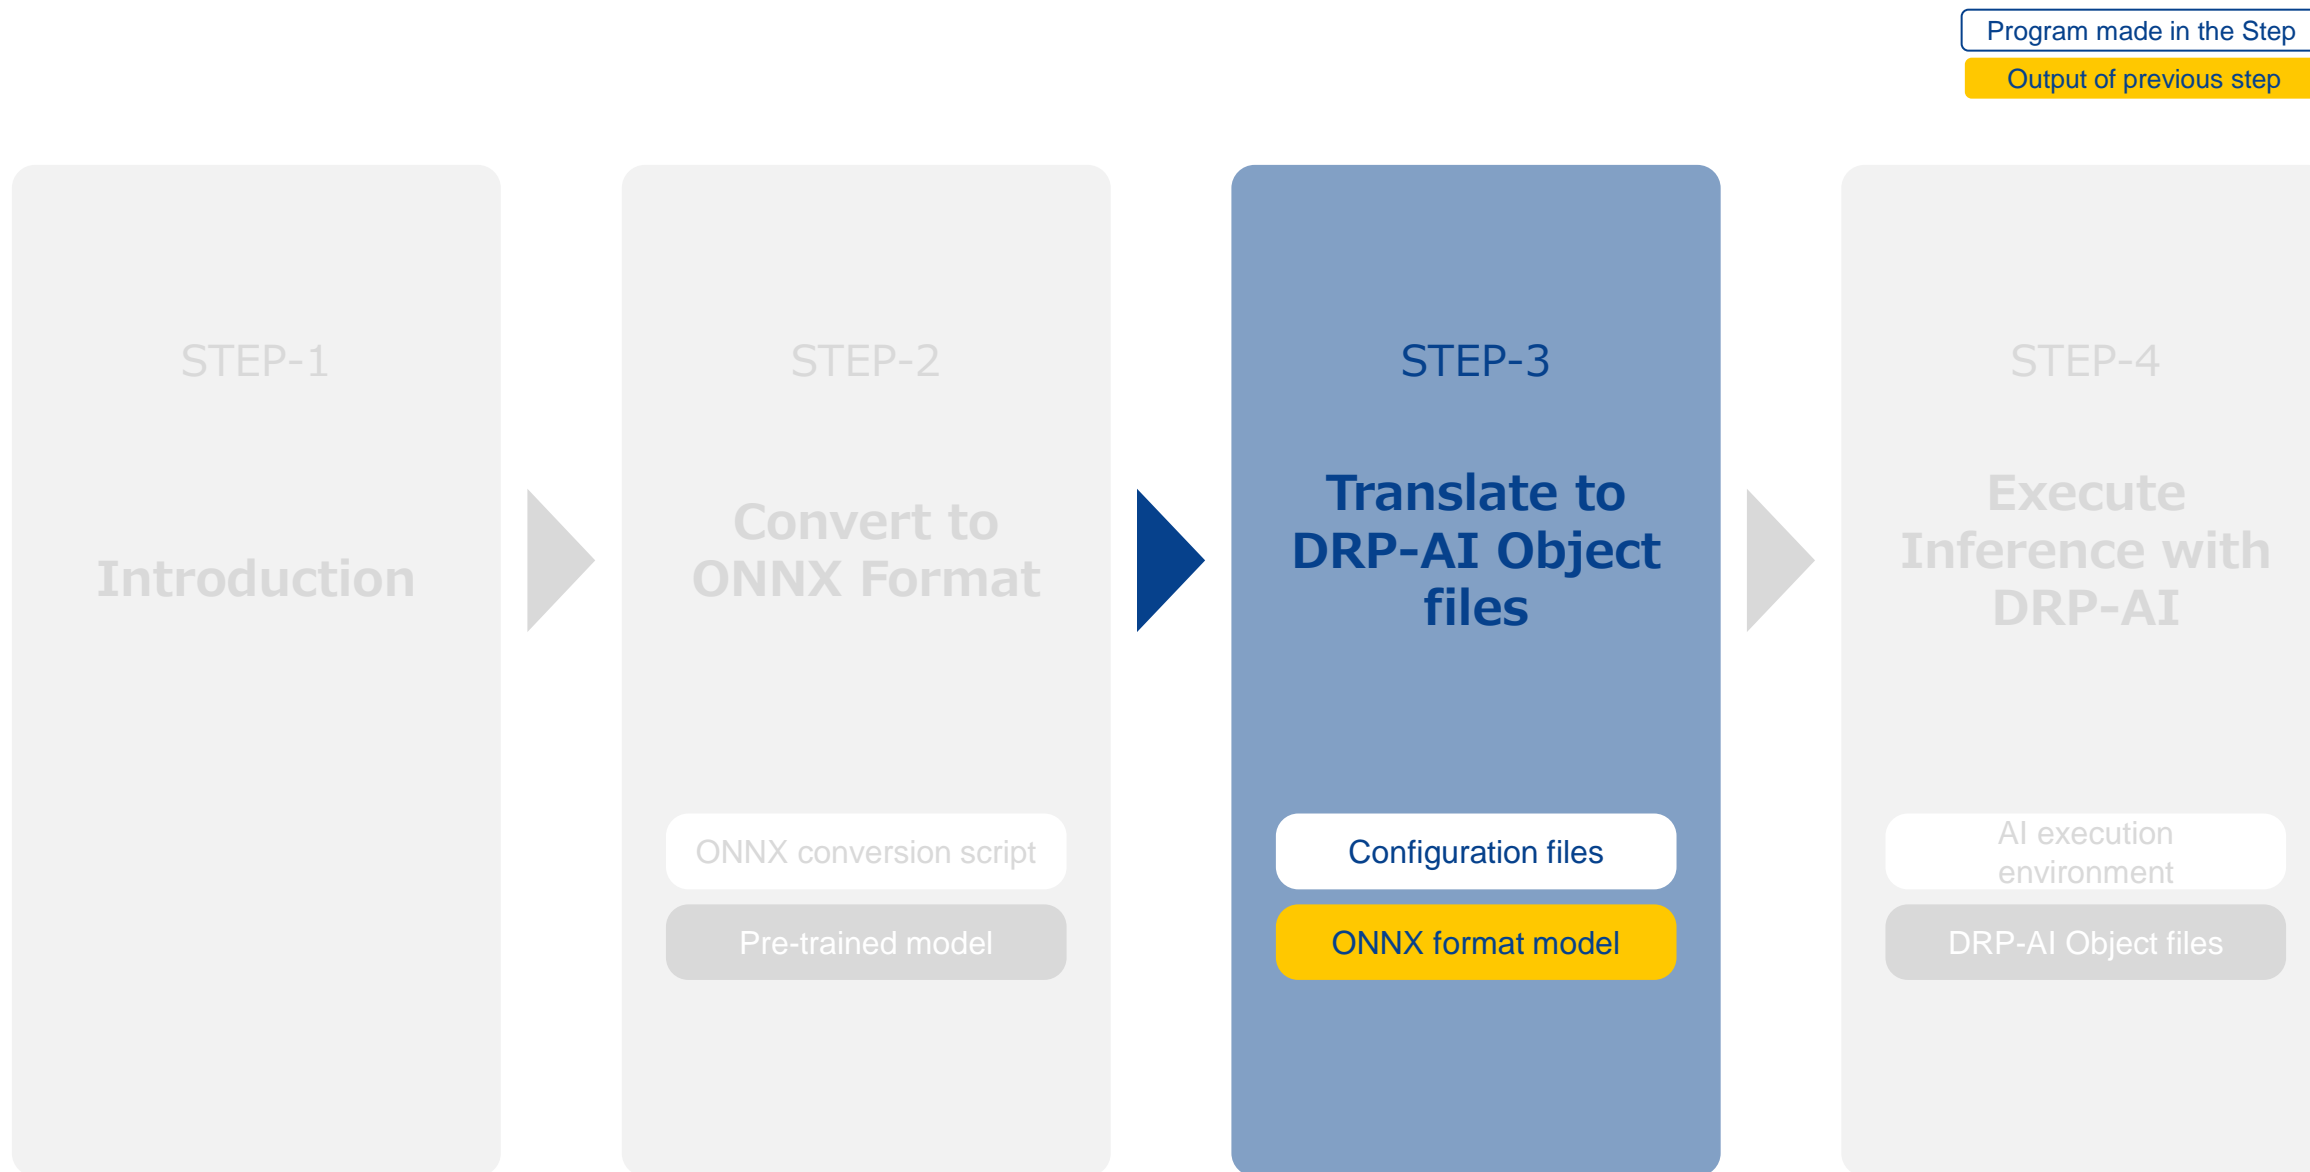 Program made in the Step
Output of previous step
STEP-1
Introduction
STEP-2
Convert to
ONNX Format
ONNX conversion script
Pre-trained model
STEP-3
Translate to
DRP-AI Object
files
Configuration files
ONNX format model
STEP-4
Execute
Inference with
DRP-AI
AI execution
environment
DRP-AI Object files